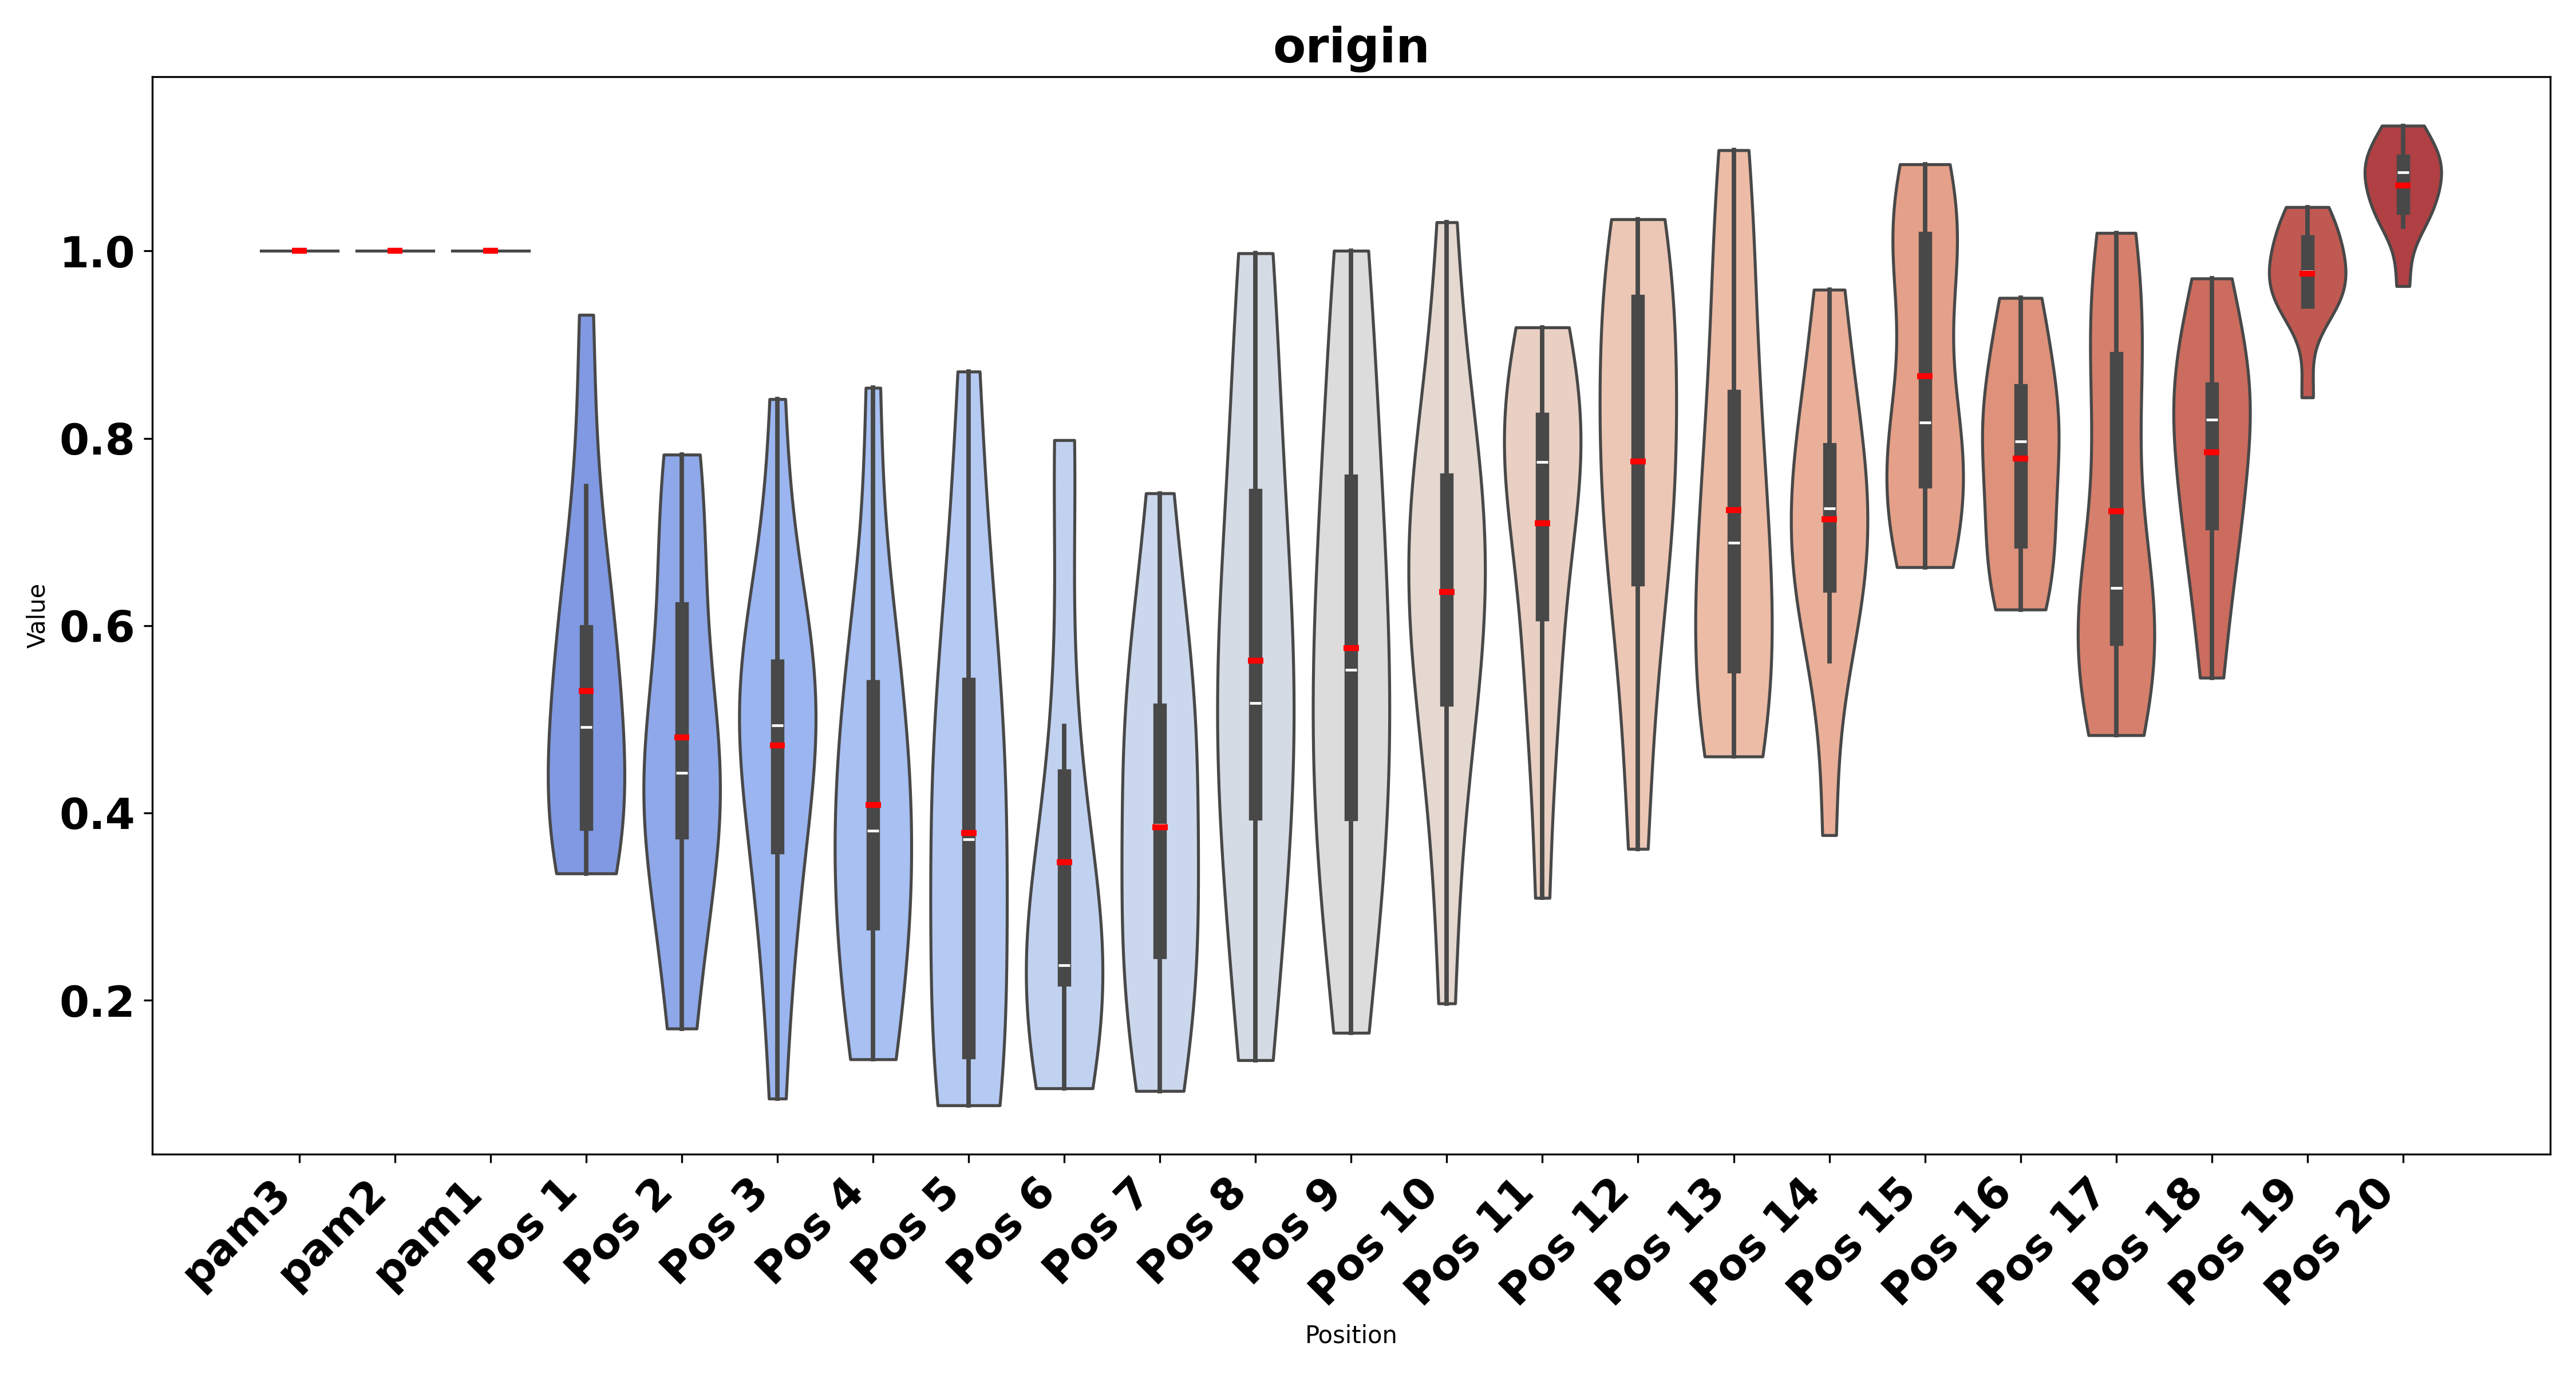 origin
Value
1.0
0.8
0.6
0.4
0.2
pam3
pam2
pam1
Pos 1
Pos 2
Pos 3
Pos 4
Pos 5
Pos 6
Pos 7
Pos 8
Pos 9
Pos 10
Pos 11
Pos 12
Pos 13
Pos 14
Pos 15
Pos 16
Pos 17
Pos 18
Pos 19
Pos 20
Position